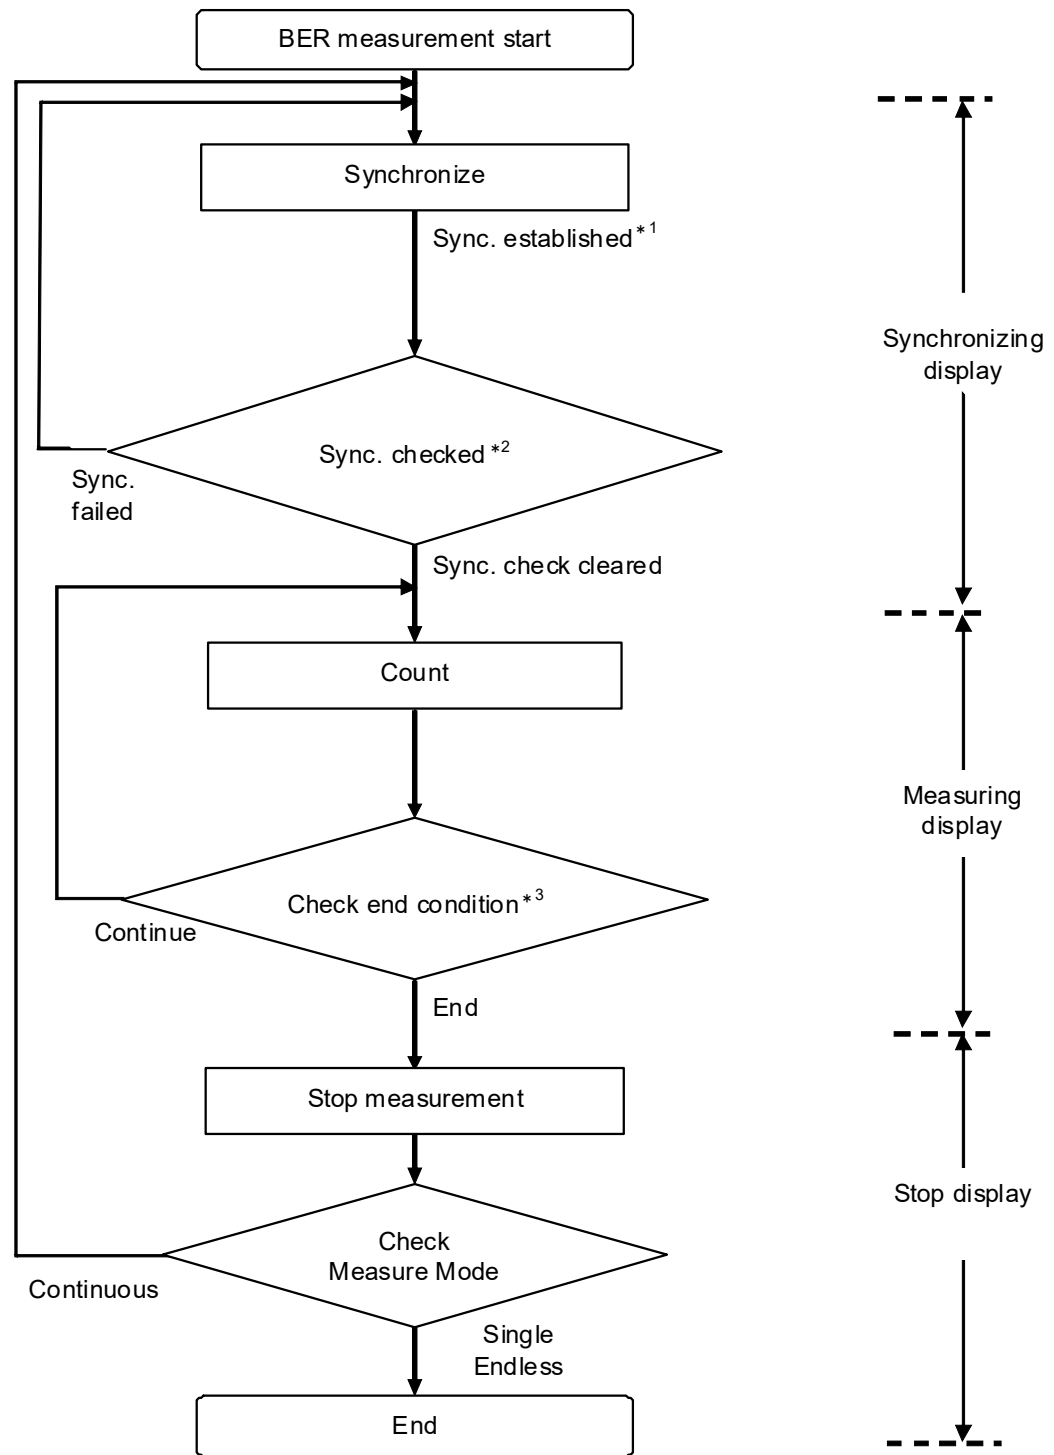 BER measurement start
Synchronize
Sync. established*1
Synchronizing
display
Sync. checked*2
Sync.
failed
Sync. check cleared
Count
Measuring
display
Check end condition*3
Continue
End
Stop measurement
Stop display
Check
Measure Mode
Continuous
Single
Endless
End